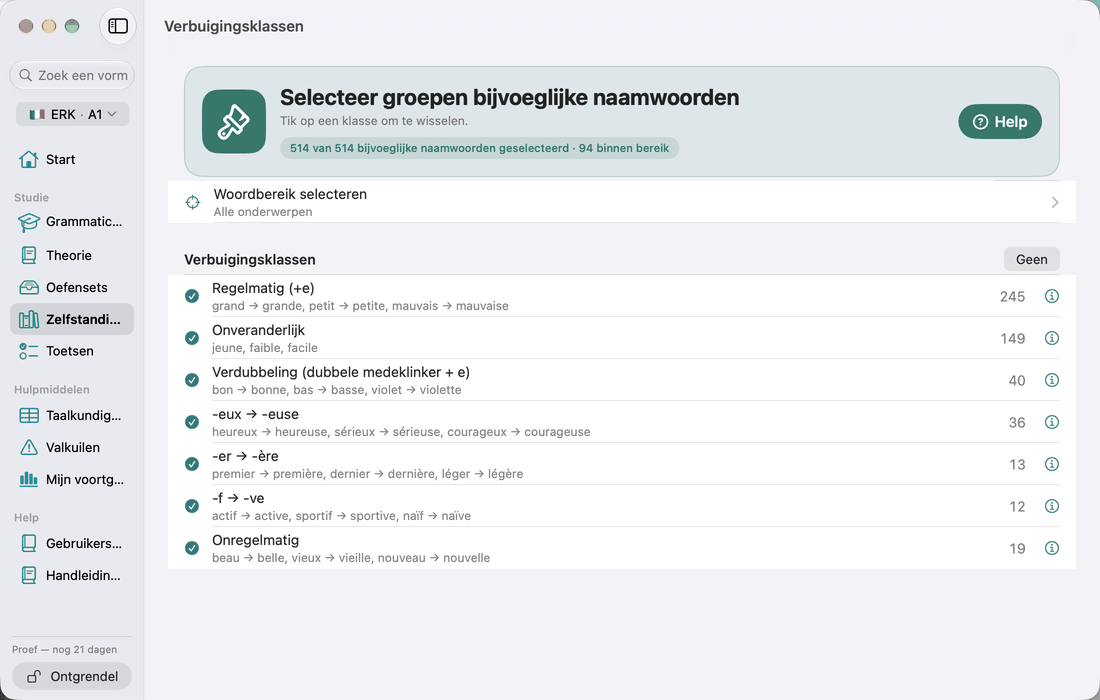 Verbuigingsklassen
Zoek een vorm
ERK · A1
Start
Studie
Grammatic...
Theorie
Oefensets
Zelfstandi...
Toetsen
Hulpmiddelen
Taalkundig...
Valkuilen
Mijn voortg...
Help
Gebruikers...
Handleidin...
Proef — nog 21 dagen
Ontgrendel
Selecteer groepen bijvoeglijke naamwoorden
Tik op een klasse om te wisselen.
514 van 514 bijvoeglijke naamwoorden geselecteerd · 94 binnen bereik
Help
Woordbereik selecteren
Alle onderwerpen
Verbuigingsklassen
Geen
Regelmatig (+e)
grand → grande, petit → petite, mauvais → mauvaise
245
Onveranderlijk
jeune, faible, facile
149
Verdubbeling (dubbele medeklinker + e)
bon → bonne, bas → basse, violet → violette
40
-eux → -euse
heureux → heureuse, sérieux → sérieuse, courageux → courageuse
36
-er → -ère
premier → première, dernier → dernière, léger → légère
13
-f → -ve
actif → active, sportif → sportive, naïf → naïve
12
Onregelmatig
beau → belle, vieux → vieille, nouveau → nouvelle
19